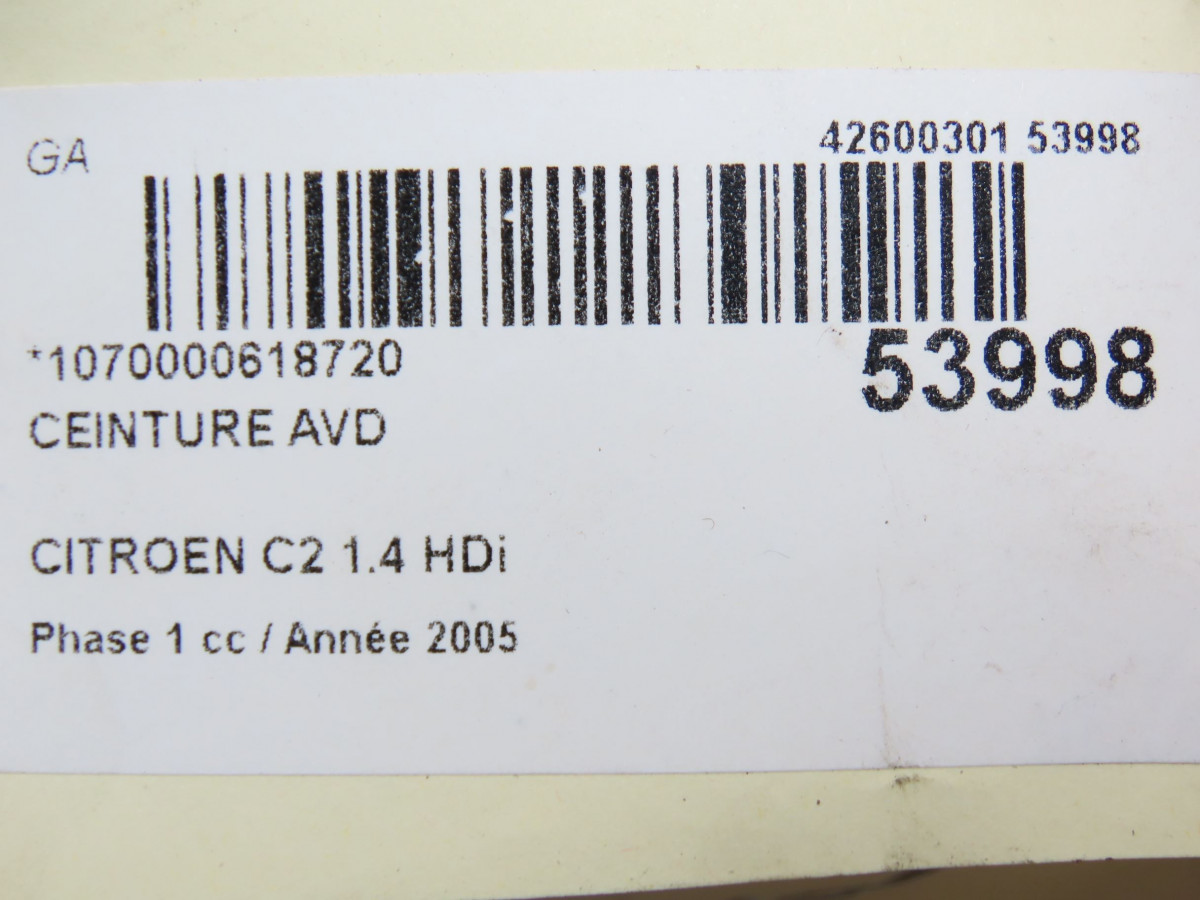 GA
42600301 53998
*1070000618720
53998
CEINTURE AVD
CITROEN C2 1.4 HDi
Phase 1 cc / Année 2005